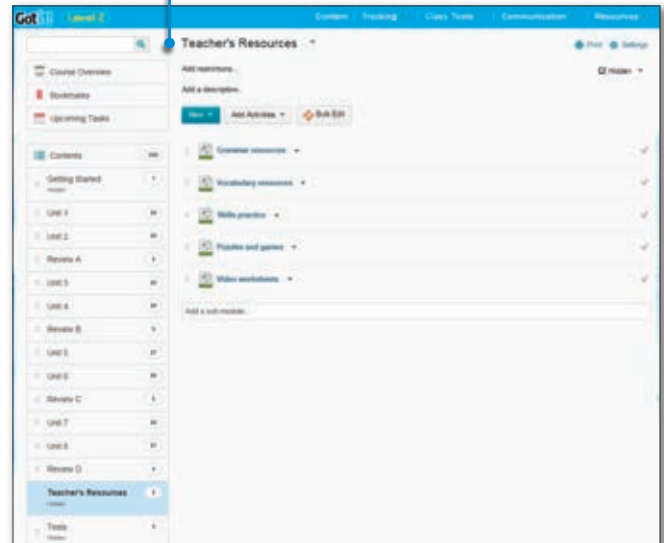 Got it! Level 2
Content Tracking Class Tools Communication Resources
Teacher's Resources
Print Settings
Course Overview
Bookmarks
Upcoming Tasks
Add restrictions...
Add a description...
Hidden
New Add Activities Bulk Edit
Contents
Getting Started
Hidden
Unit 1
Unit 2
Review A
Unit 3
Unit 4
Review B
Unit 5
Unit 6
Review C
Unit 7
Unit 8
Review D
Teacher's Resources
Hidden
Tests
Hidden
Grammar resources
Vocabulary resources
Skills practice
Puzzles and games
Video worksheets
Add a sub-module...